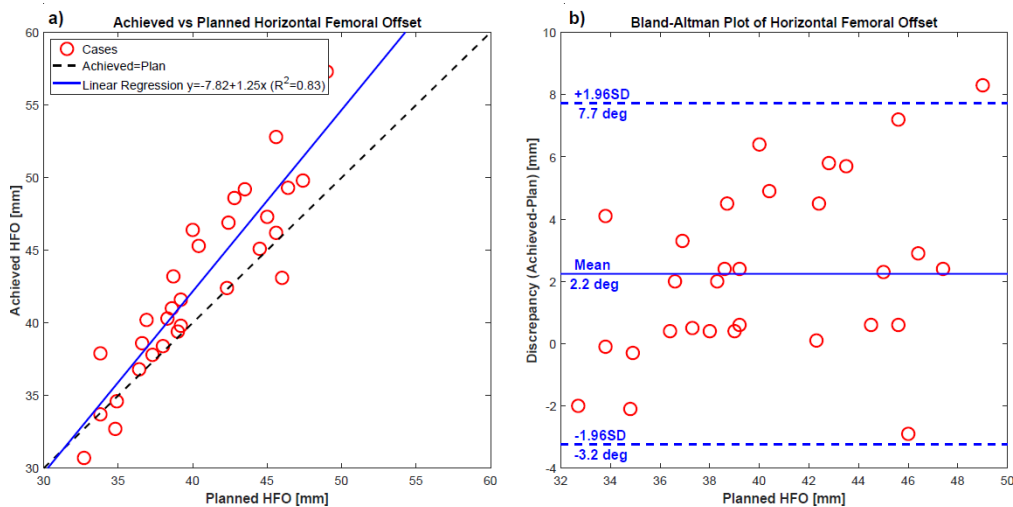 a)
Achieved vs Planned Horizontal Femoral Offset
Cases
Achieved=Plan
Linear Regression y=-7.82+1.25x (R²=0.83)
60
55
50
45
40
35
30
Achieved HFO [mm]
30 35 40 45 50 55 60
Planned HFO [mm]
b)
Bland-Altman Plot of Horizontal Femoral Offset
10
8
6
4
2
0
-2
-4
Discrepancy (Achieved-Plan) [mm]
+1.96SD
7.7 deg
Mean
2.2 deg
-1.96SD
-3.2 deg
32 34 36 38 40 42 44 46 48 50
Planned HFO [mm]